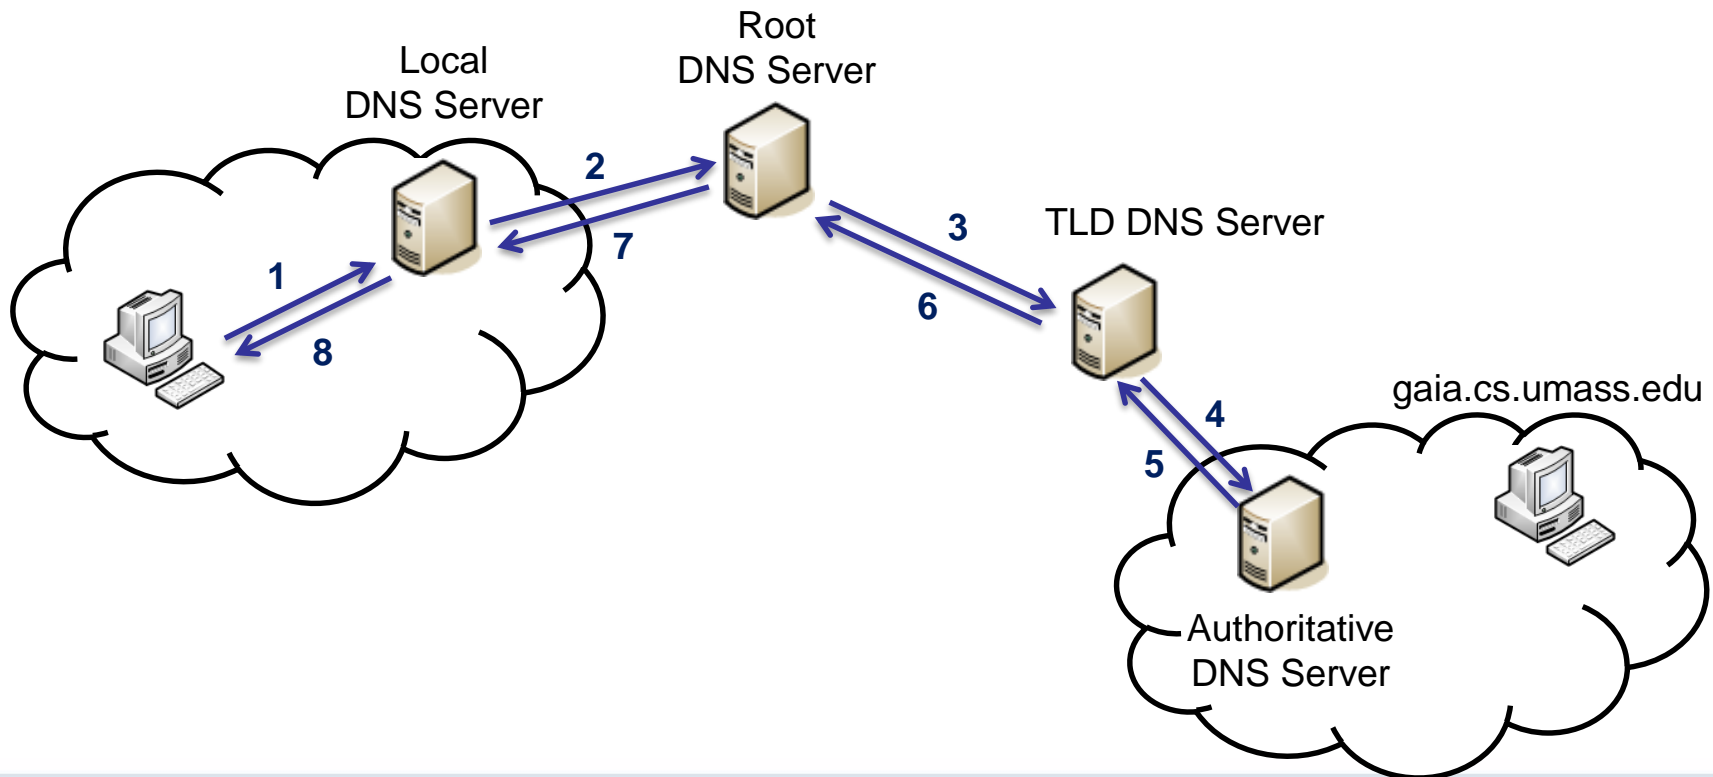 Root
DNS Server
Local
DNS Server
2
7
3
TLD DNS Server
1
6
8
gaia.cs.umass.edu
4
5
Authoritative
DNS Server